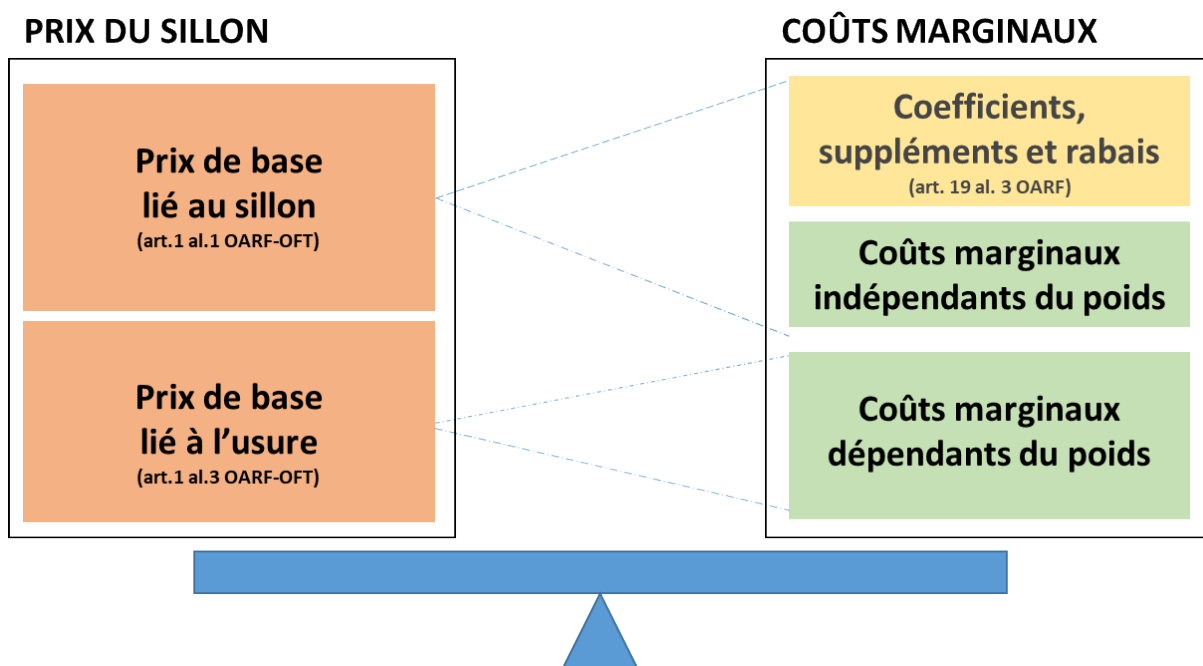 PRIX DU SILLON
Prix de base
lié au sillon
(art.1 al.1 OARF-OFT)
Prix de base
lié à l’usure
(art.1 al.3 OARF-OFT)
COÛTS MARGINAUX
Coefficients,
suppléments et rabais
(art. 19 al. 3 OARF)
Coûts marginaux
indépendants du poids
Coûts marginaux
dépendants du poids